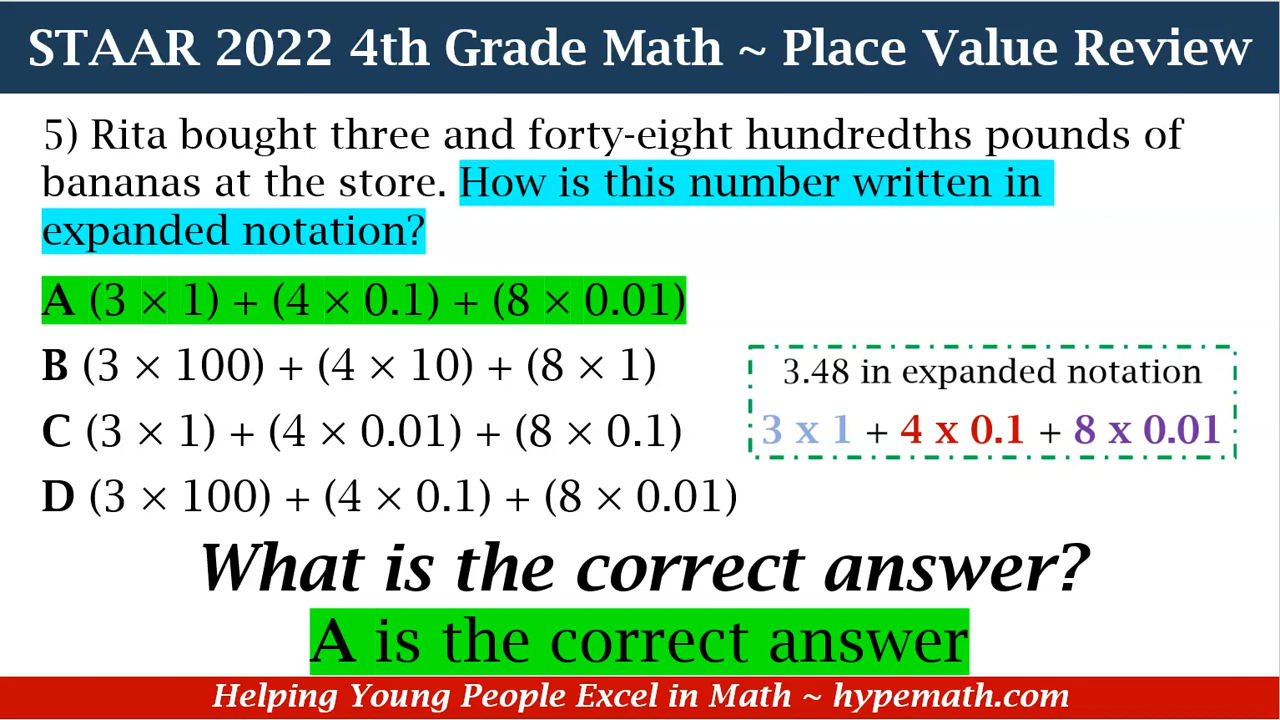 STAAR 2022 4th Grade Math ~ Place Value Review
5) Rita bought three and forty-eight hundredths pounds of
bananas at the store. How is this number written in
expanded notation?
A (3 × 1) + (4 × 0.1) + (8 × 0.01)
B (3 × 100) + (4 × 10) + (8 × 1)
C (3 × 1) + (4 × 0.01) + (8 × 0.1)
D (3 × 100) + (4 × 0.1) + (8 × 0.01)
3.48 in expanded notation
3 x 1 + 4 x 0.1 + 8 x 0.01
What is the correct answer?
A is the correct answer
Helping Young People Excel in Math ~ hypemath.com